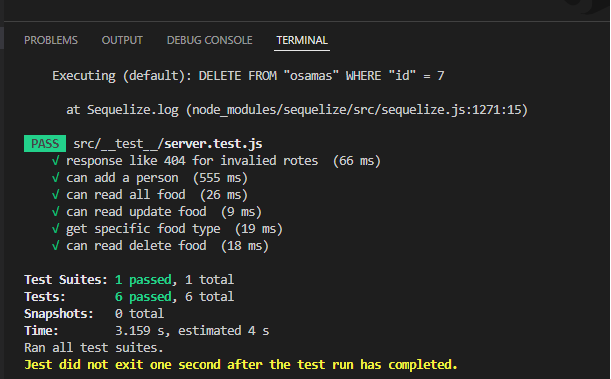 PROBLEMS OUTPUT DEBUG CONSOLE TERMINAL
Executing (default): DELETE FROM "osamas" WHERE "id" = 7
at Sequelize.log (node_modules/sequelize/src/sequelize.js:1271:15)
PASS src/__test__/server.test.js
√ response like 404 for invalied rotes (66 ms)
√ can add a person (555 ms)
√ can read all food (26 ms)
√ can read update food (9 ms)
√ get specific food type (19 ms)
√ can read delete food (18 ms)
Test Suites: 1 passed, 1 total
Tests: 6 passed, 6 total
Snapshots: 0 total
Time: 3.159 s, estimated 4 s
Ran all test suites.
Jest did not exit one second after the test run has completed.